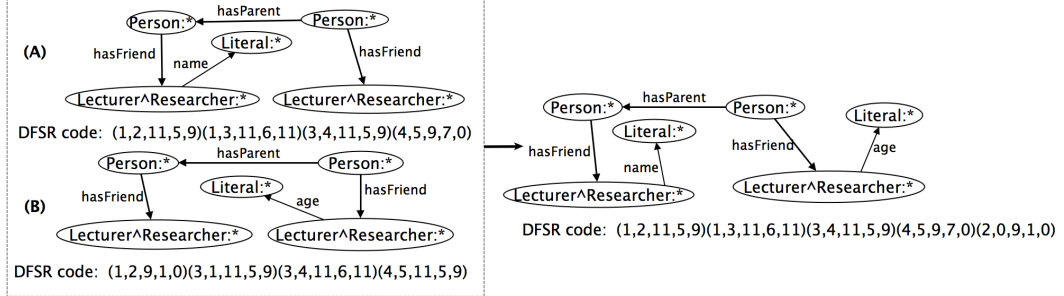 (A)
Person:*
hasParent
Person:*
hasFriend
name
Literal:*
hasFriend
Lecturer^Researcher:*
Lecturer^Researcher:*
DFSR code: (1,2,11,5,9)(1,3,11,6,11)(3,4,11,5,9)(4,5,9,7,0)
(B)
Person:*
hasParent
Person:*
hasFriend
Literal:*
age
hasFriend
Lecturer^Researcher:*
Lecturer^Researcher:*
DFSR code: (1,2,9,1,0)(3,1,11,5,9)(3,4,11,6,11)(4,5,11,5,9)
Person:*
hasParent
Person:*
Literal:*
hasFriend
Literal:*
name
hasFriend
age
Lecturer^Researcher:*
Lecturer^Researcher:*
DFSR code: (1,2,11,5,9)(1,3,11,6,11)(3,4,11,5,9)(4,5,9,7,0)(2,0,9,1,0)